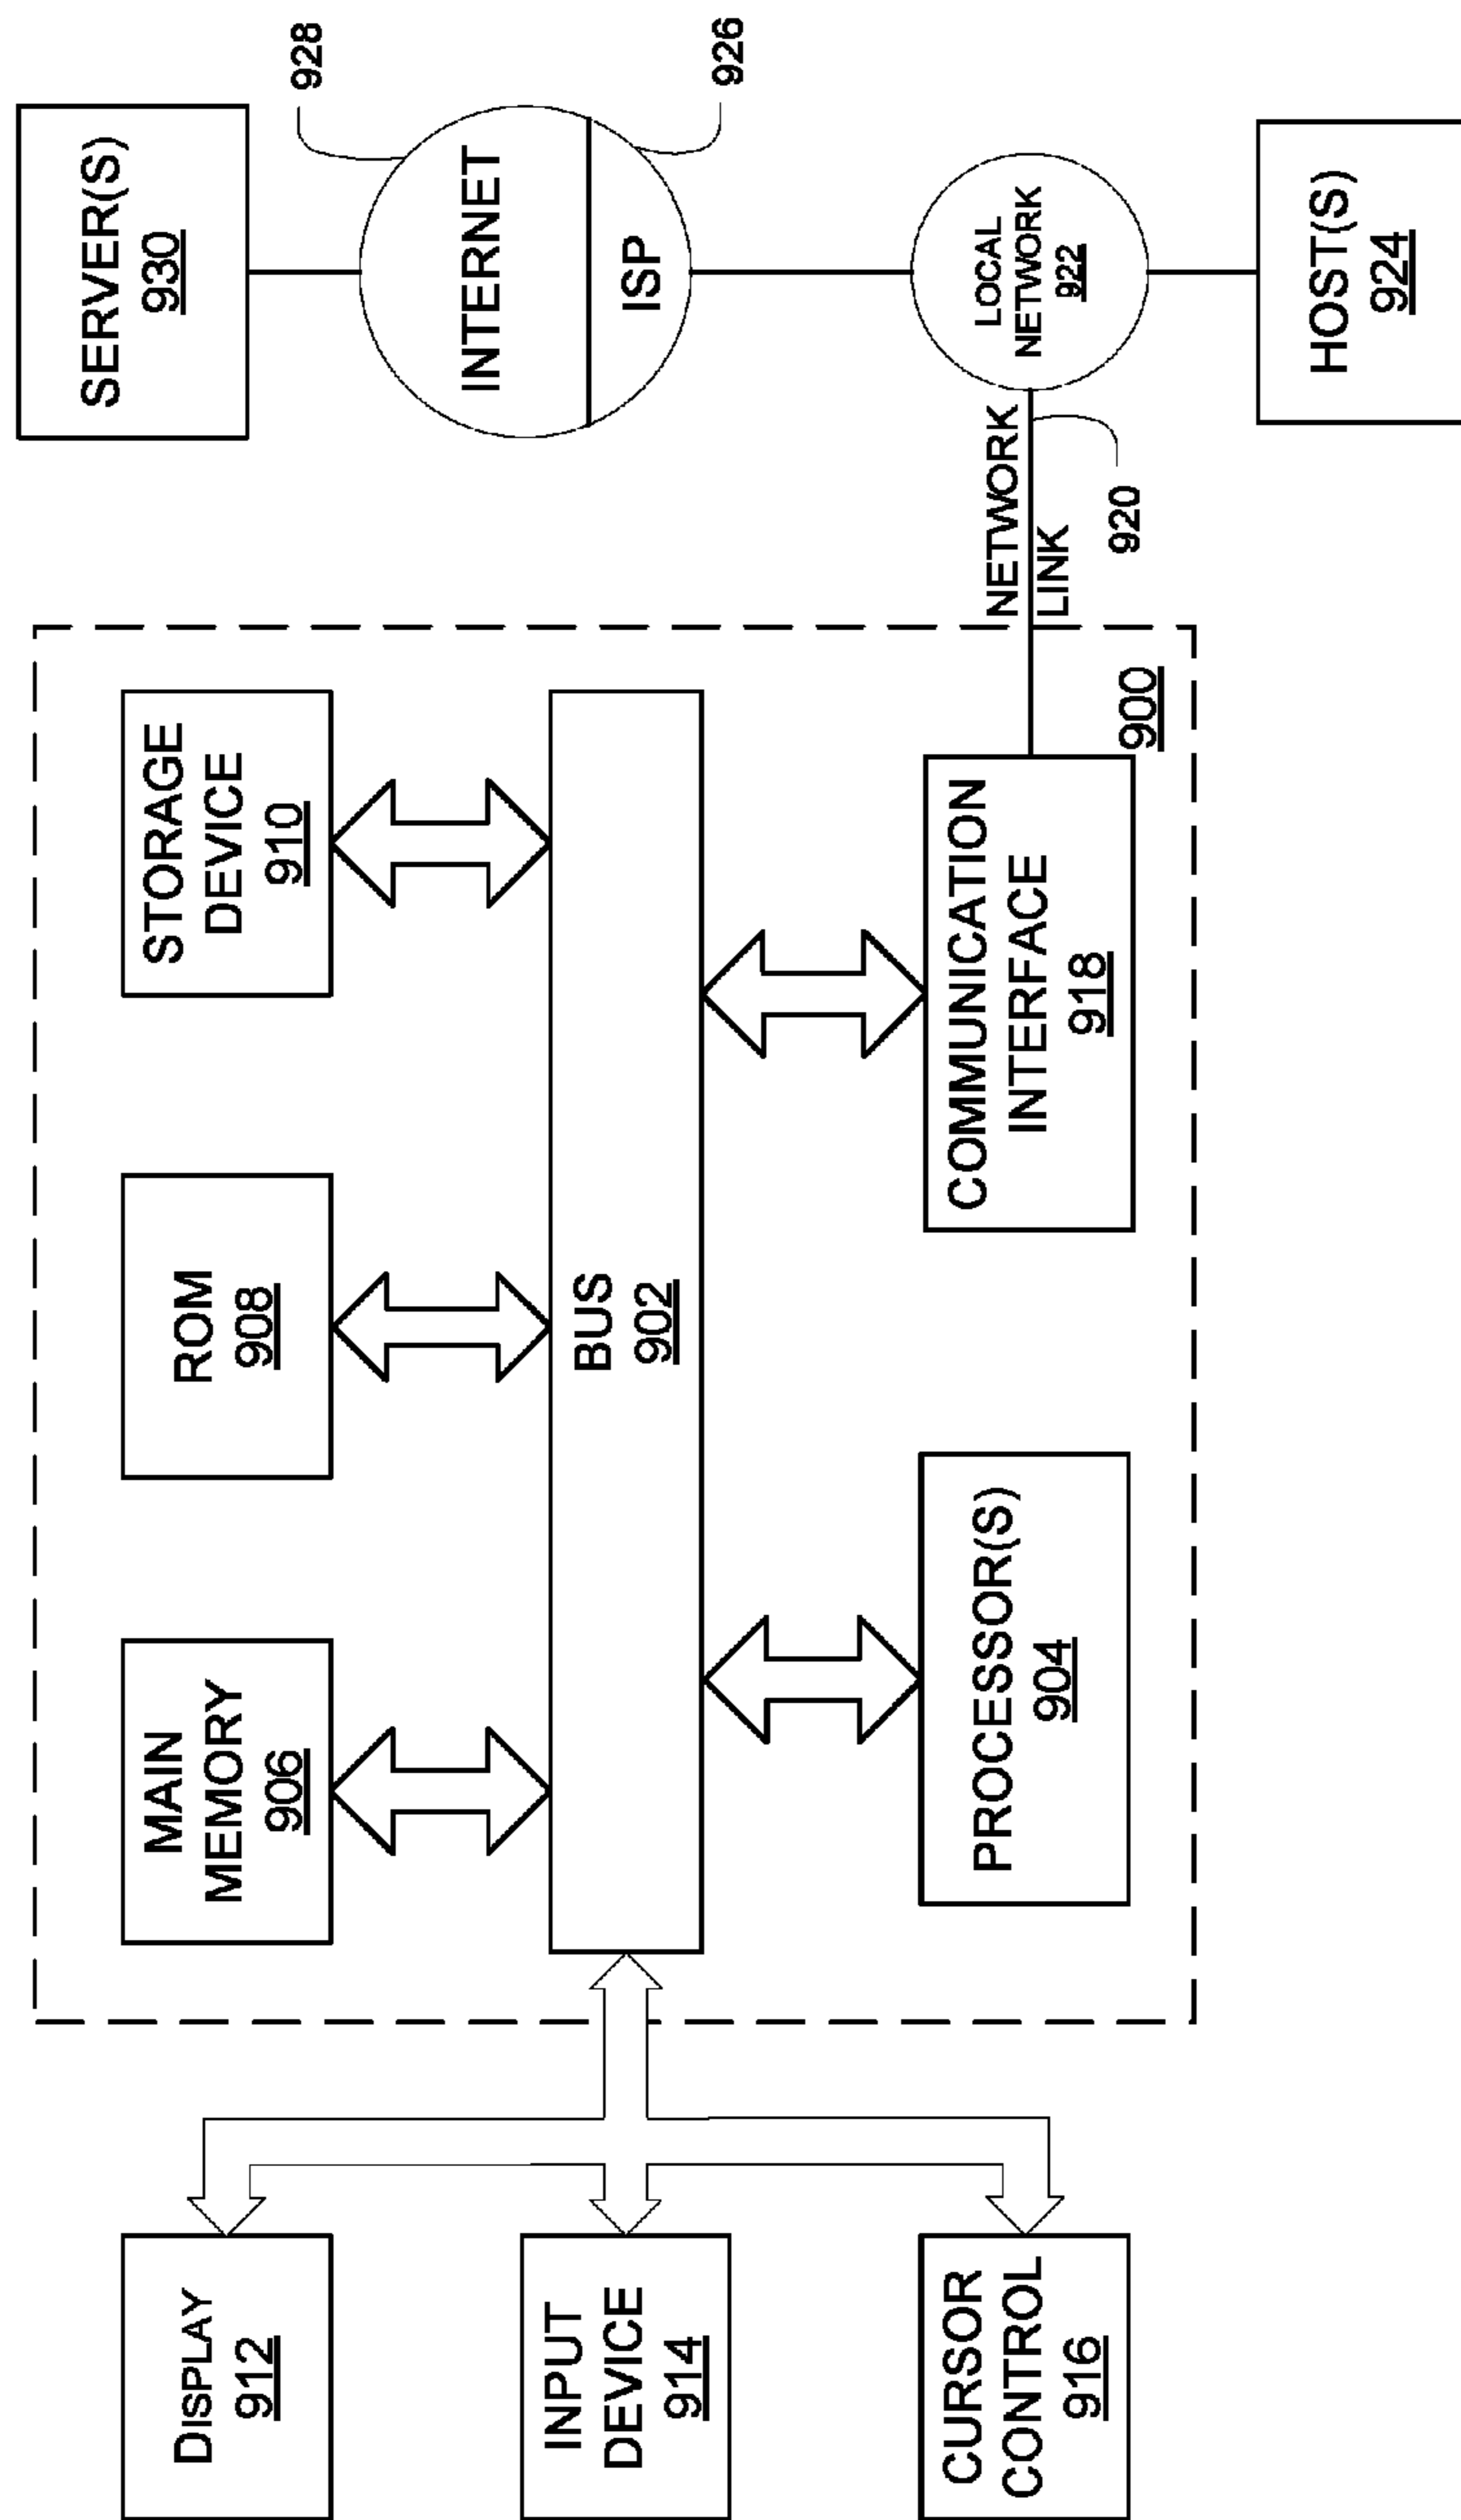 DISPLAY
912
INPUT
DEVICE
914
CURSOR
CONTROL
916
MAIN
MEMORY
906
ROM
908
STORAGE
DEVICE
910
BUS
902
PROCESSOR(S)
904
COMMUNICATION
INTERFACE
918
900
NETWORK
LINK
920
SERVER(S)
930
928
INTERNET
ISP
926
LOCAL
NETWORK
922
HOST(S)
924